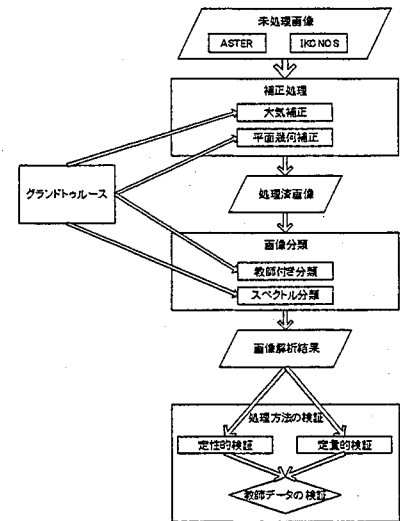 未処理画像
ASTER
IKONOS
補正処理
大気補正
平面幾何補正
グランドトゥルース
処理済画像
画像分類
教師付き分類
スペクトル分類
画像解析結果
処理方法の検証
定性的検証
定量的検証
教師データの検証